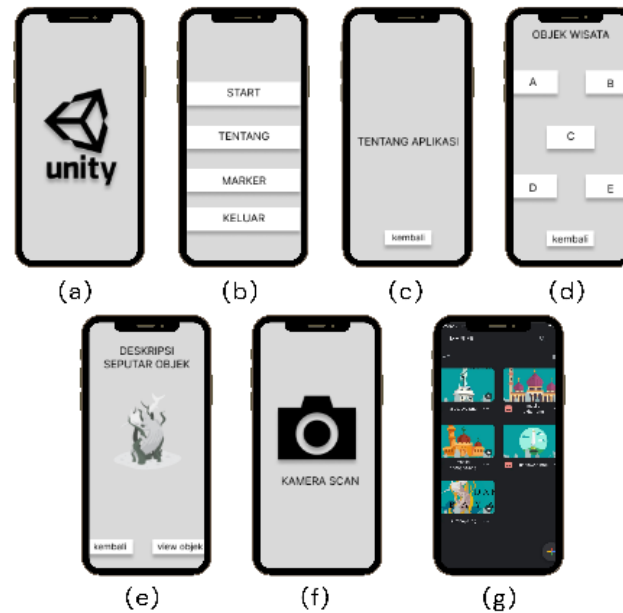 unity
START
TENTANG
MARKER
KELUAR
TENTANG APLIKASI
kembali
OBJEK WISATA
A
B
C
D
E
kembali
(a)
(b)
(c)
(d)
DESKRIPSI
SEPUTAR OBJEK
kembali
view objek
KAMERA SCAN
(e)
(f)
(g)